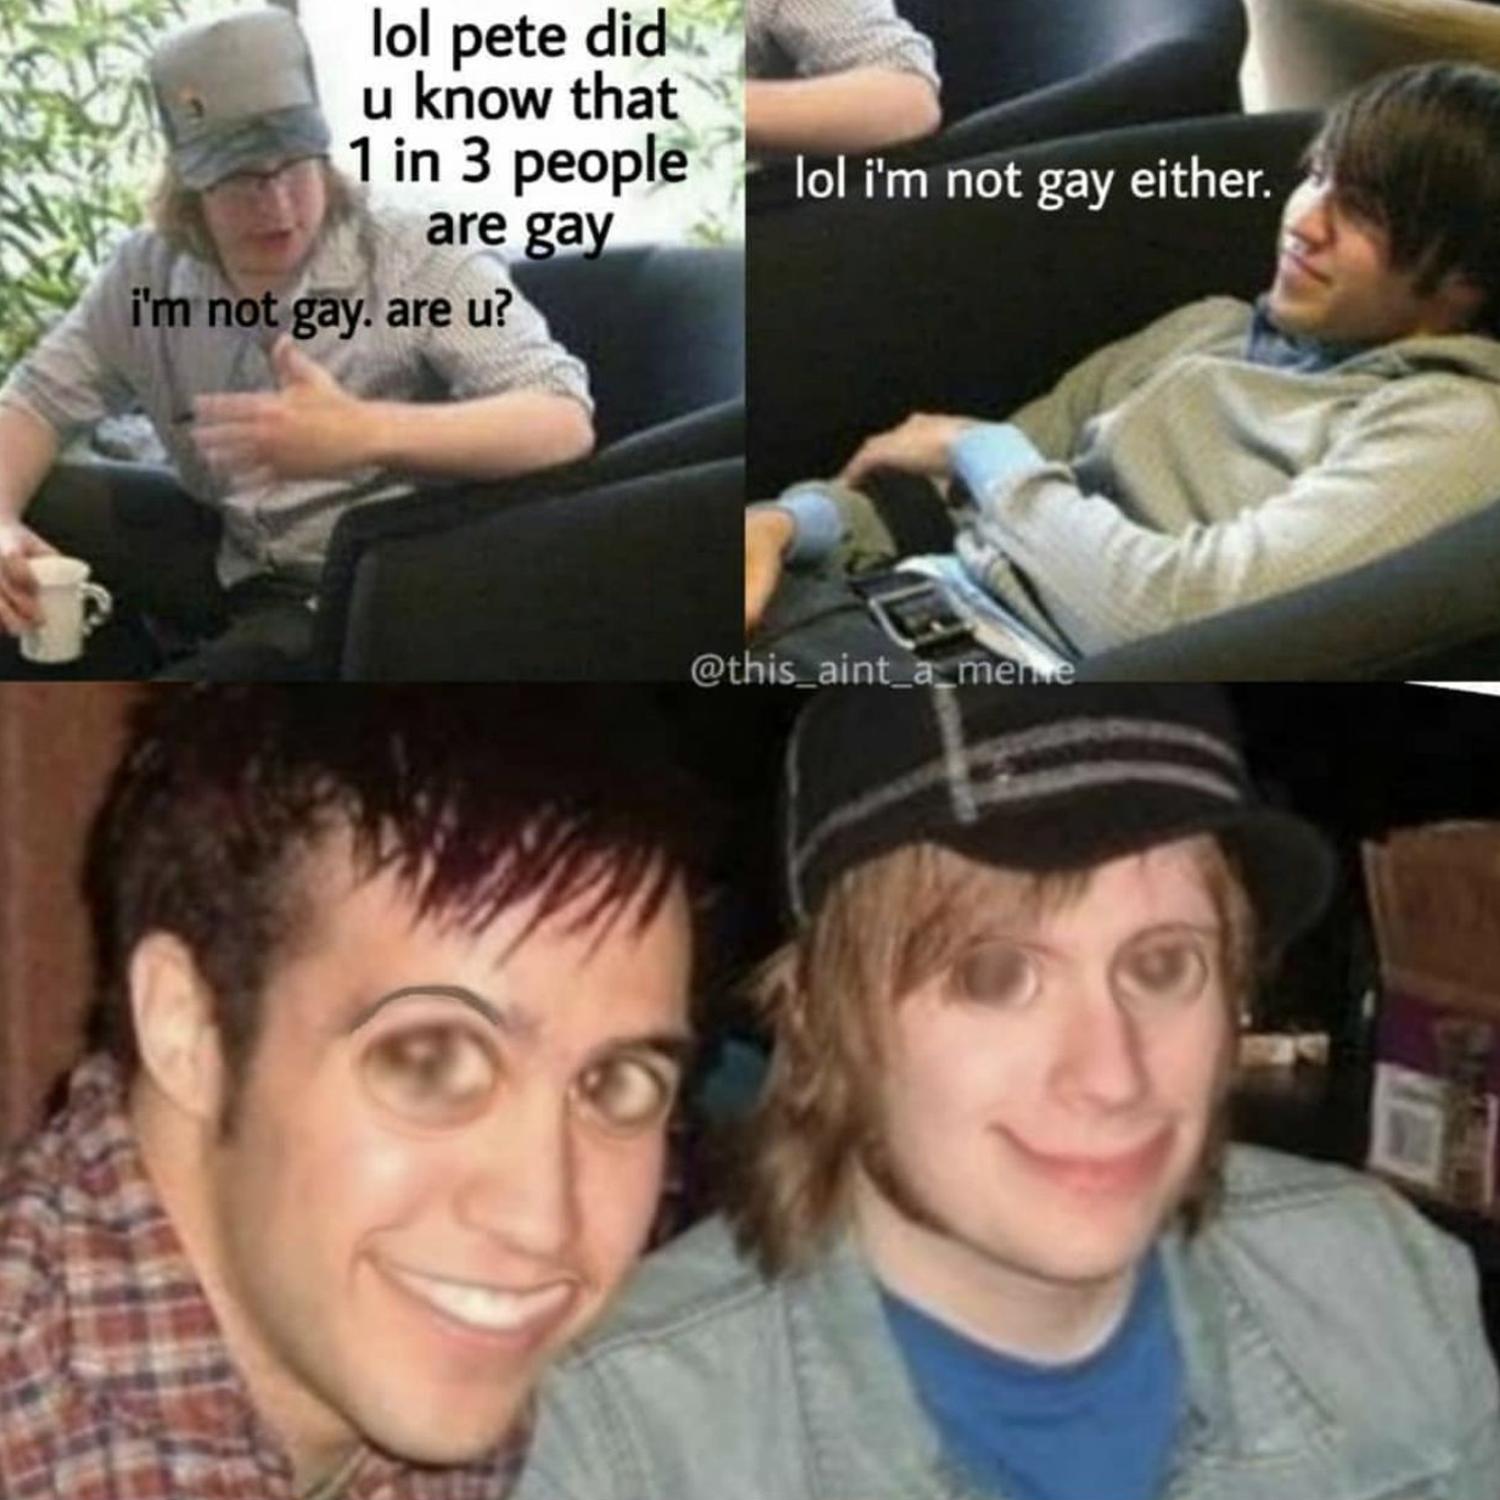 lol pete did
u know that
1 in 3 people
are gay
i'm not gay. are u?
lol i'm not gay either.
@this_aint_a_meme